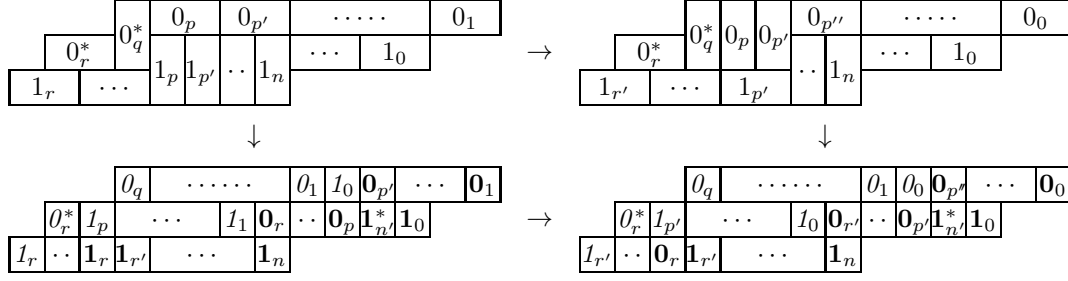 0*_q 0_p 0_{p'} ····· 0_1 → 0*_q 0_p 0_{p'} 0_{p''} ····· 0_0
0*_r 1_p 1_{p'} ·· 1_n ··· 1_0 0*_r ·· 1_n ··· 1_0
1_r ··· 1_{r'} ··· 1_{p'}
↓ ↓
0_q ······ 0_1 1_0 𝟎_{p'} ··· 𝟎_1 0_q ······ 0_1 0_0 𝟎_{p''} ··· 𝟎_0
0*_r 1_p ··· 1_1 𝟎_r ·· 𝟎_p 𝟏*_{n'} 𝟏_0 → 0*_r 1_{p'} ··· 1_0 𝟎_{r'} ·· 𝟎_{p'} 𝟏*_{n'} 𝟏_0
1_r ·· 𝟏_r 𝟏_{r'} ··· 𝟏_n 1_{r'} ·· 𝟎_r 𝟏_{r'} ··· 𝟏_n